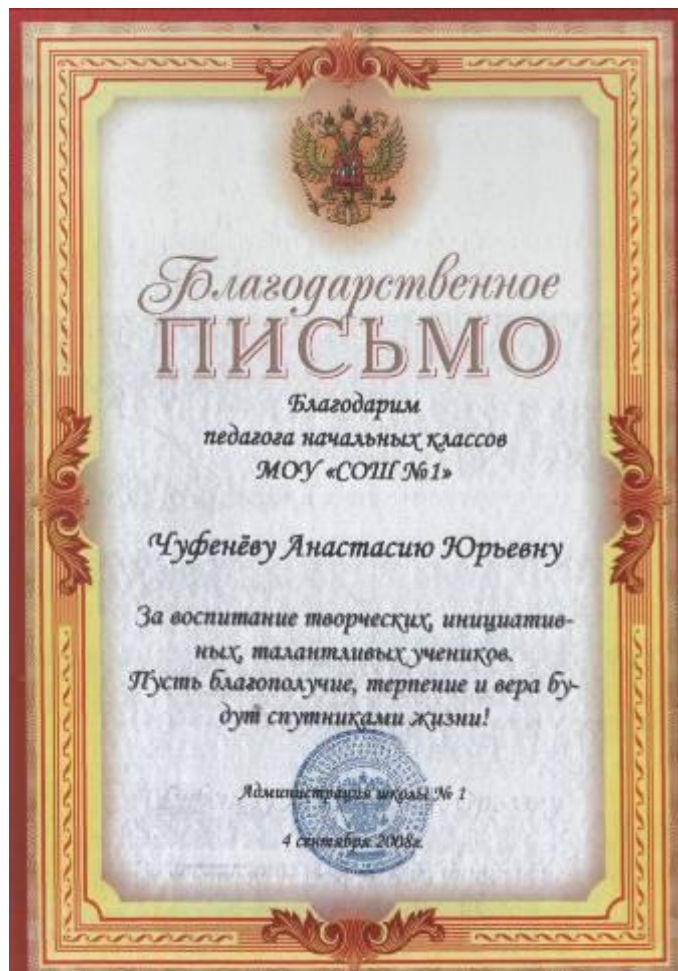 Благодарственное
ПИСЬМО
Благодарим
педагога начальных классов
МОУ «СОШ №1»
Чуфенёву Анастасию Юрьевну
За воспитание творческих, инициатив-
ных, талантливых учеников.
Пусть благополучие, терпение и вера бу-
дут спутниками жизни!
Администрация школы № 1
4 сентября 2008г.